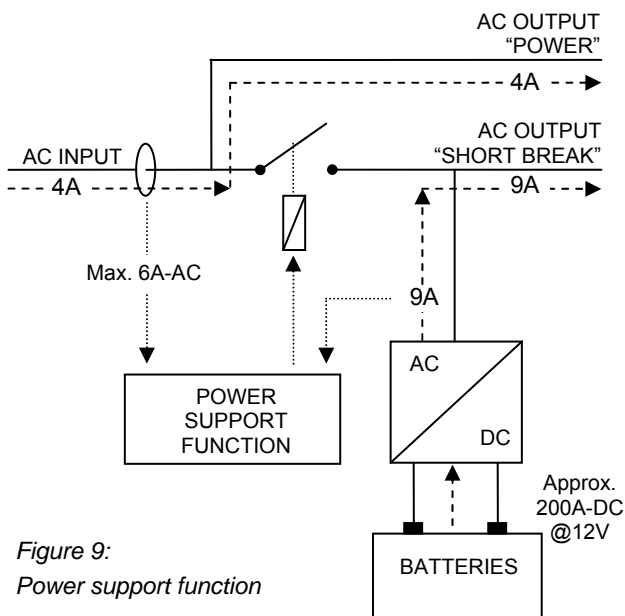 AC OUTPUT
“POWER”
4A
AC OUTPUT
“SHORT BREAK”
9A
AC INPUT
4A
Max. 6A-AC
9A
POWER
SUPPORT
FUNCTION
AC
DC
Approx.
200A-DC
@12V
BATTERIES
Figure 9:
Power support function